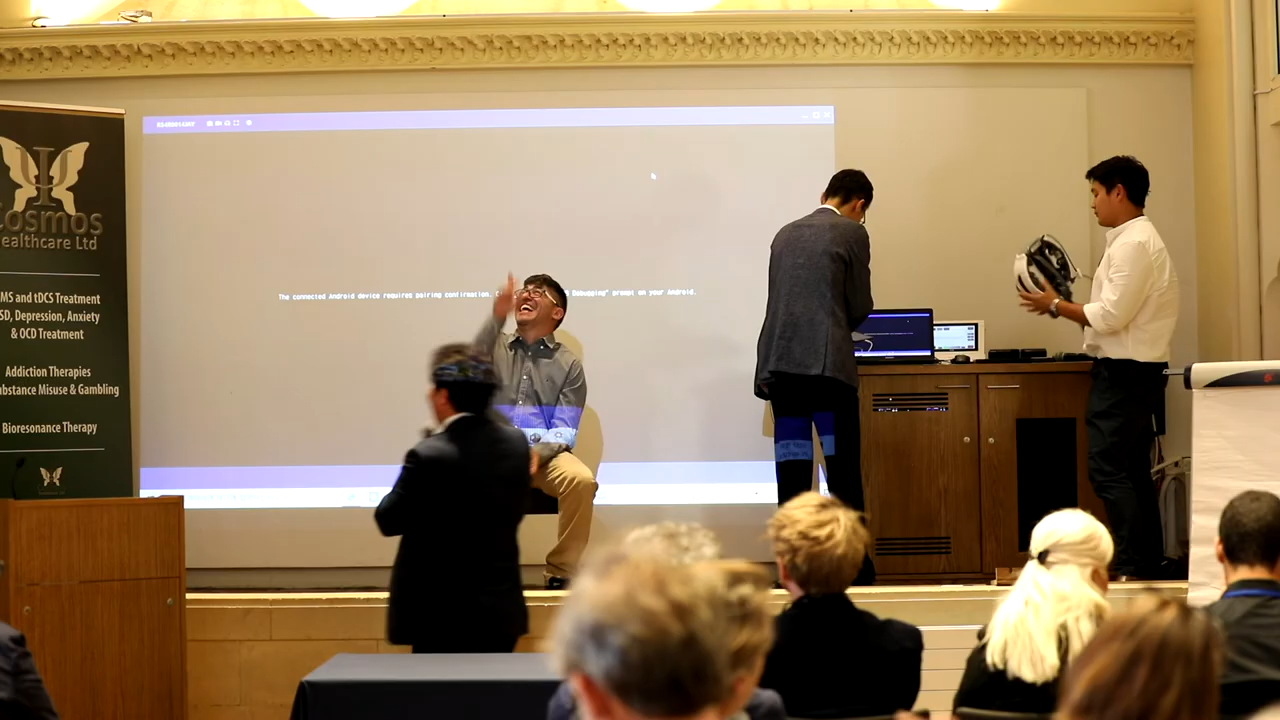 Cosmos
ealthcare Ltd
MS and tDCS Treatment
SD, Depression, Anxiety
& OCD Treatment
Addiction Therapies
ubstance Misuse & Gambling
Bioresonance Therapy
The connected Android device requires pairing confirmation. Debugging" prompt on your Android.